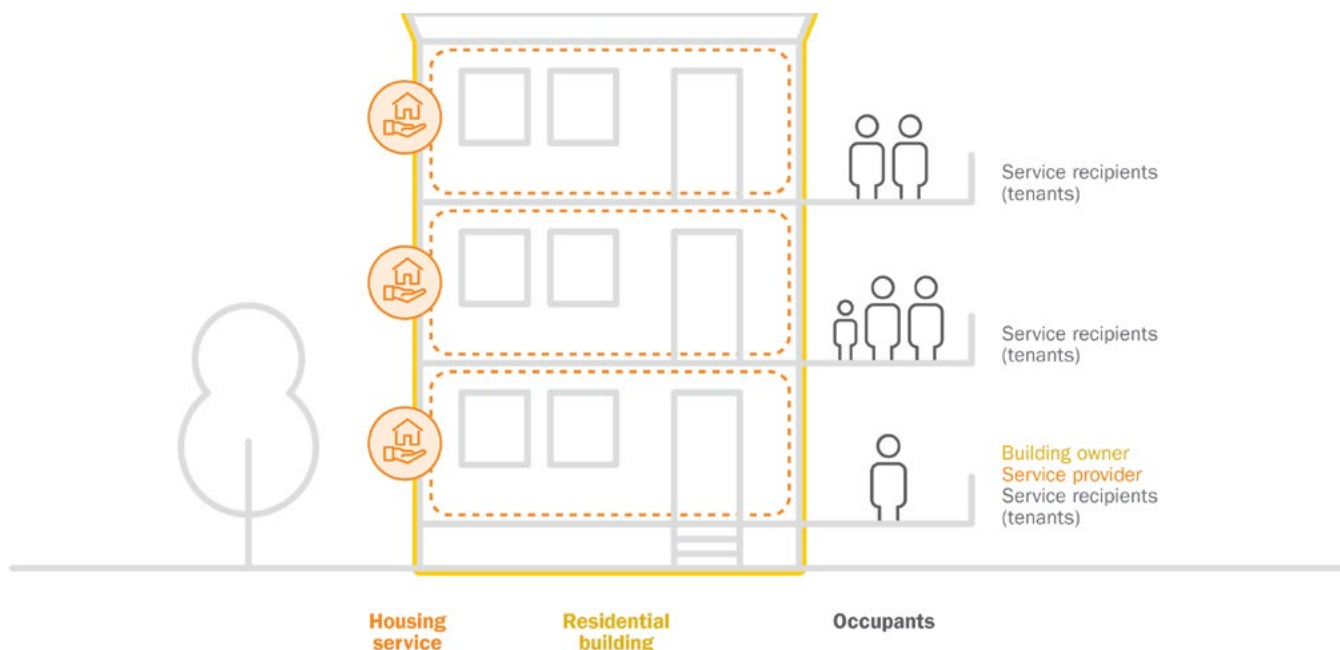 Service recipients
(tenants)
Service recipients
(tenants)
Building owner
Service provider
Service recipients
(tenants)
Housing
service
Residential
building
Occupants